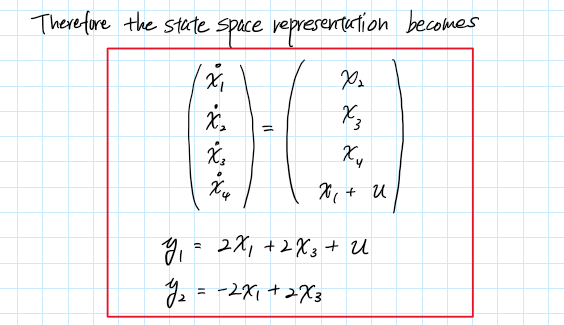 Therefore the state space representation becomes
ẋ₁ x₂
ẋ₂ = x₃
ẋ₃ x₄
ẋ₄ x₁ + u
y₁ = 2x₁ + 2x₃ + u
y₂ = -2x₁ + 2x₃